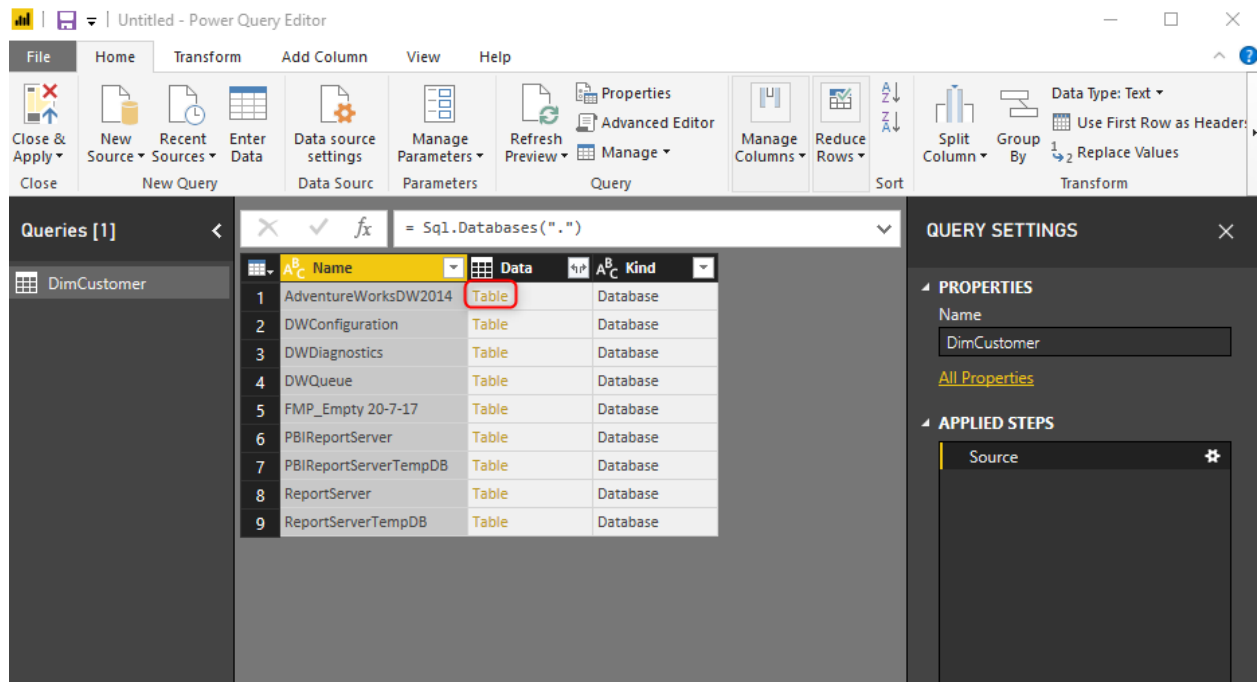 Untitled - Power Query Editor
File Home Transform Add Column View Help
Close & Apply
New Source
Recent Sources
Enter Data
Data source settings
Manage Parameters
Refresh Preview
Properties
Advanced Editor
Manage
Manage Columns
Reduce Rows
Split Column
Group By
Data Type: Text
Use First Row as Headers
Replace Values
Close New Query Data Sourc Parameters Query Sort Transform
Queries [1]
DimCustomer
fx = Sql.Databases(".")
Name Data Kind
1 AdventureWorksDW2014 Table Database
2 DWConfiguration Table Database
3 DWDiagnostics Table Database
4 DWQueue Table Database
5 FMP_Empty 20-7-17 Table Database
6 PBIReportServer Table Database
7 PBIReportServerTempDB Table Database
8 ReportServer Table Database
9 ReportServerTempDB Table Database
QUERY SETTINGS
PROPERTIES
Name
DimCustomer
All Properties
APPLIED STEPS
Source